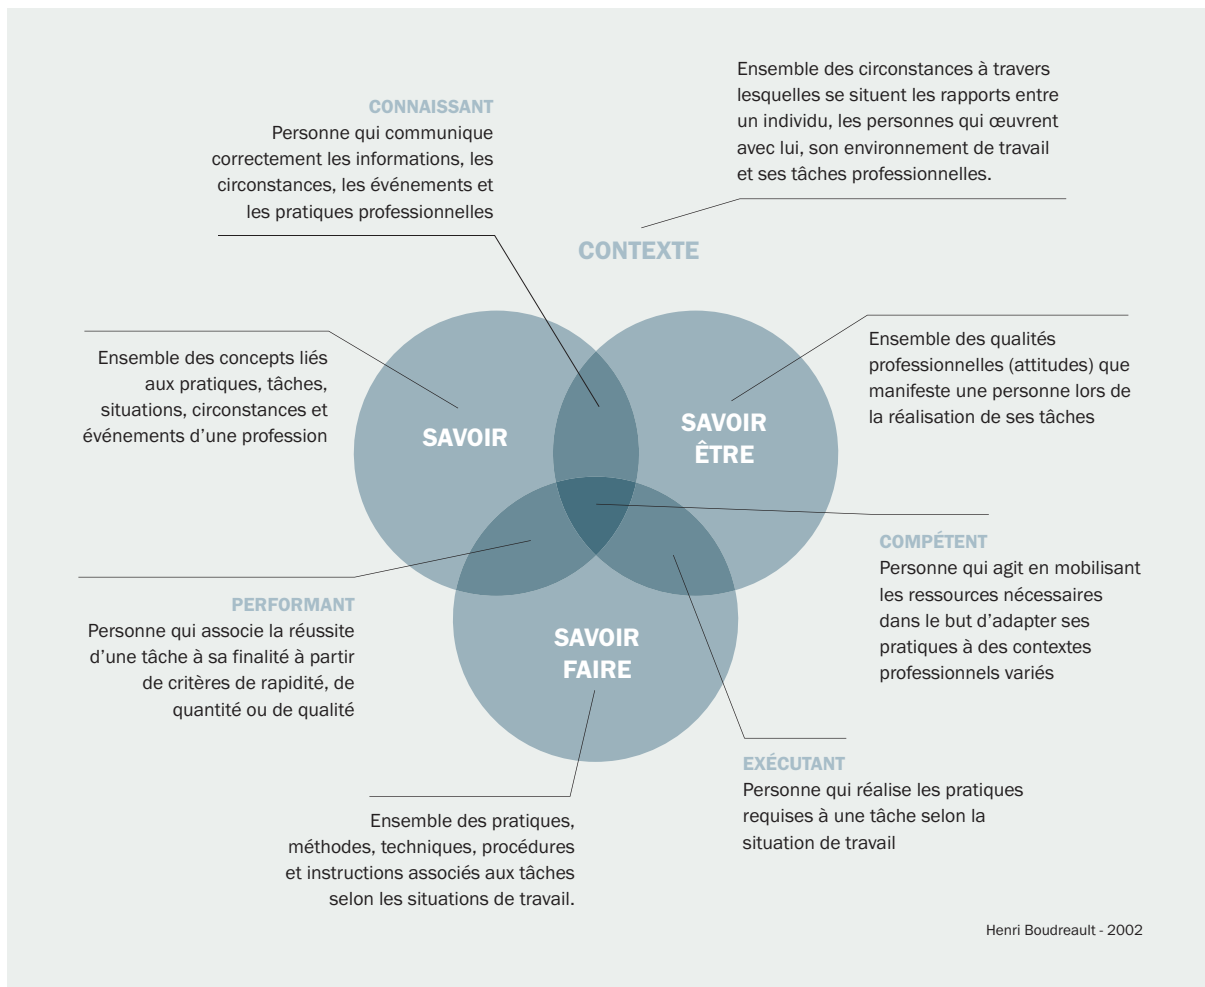 Ensemble des circonstances à travers
lesquelles se situent les rapports entre
un individu, les personnes qui œuvrent
avec lui, son environnement de travail
et ses tâches professionnelles.
CONNAISSANT
Personne qui communique
correctement les informations, les
circonstances, les événements et
les pratiques professionnelles
CONTEXTE
Ensemble des concepts liés
aux pratiques, tâches,
situations, circonstances et
événements d’une profession
SAVOIR
SAVOIR
ÊTRE
Ensemble des qualités
professionnelles (attitudes) que
manifeste une personne lors de
la réalisation de ses tâches
COMPÉTENT
Personne qui agit en mobilisant
les ressources nécessaires
dans le but d’adapter ses
pratiques à des contextes
professionnels variés
PERFORMANT
Personne qui associe la réussite
d’une tâche à sa finalité à partir
de critères de rapidité, de
quantité ou de qualité
SAVOIR
FAIRE
EXÉCUTANT
Personne qui réalise les pratiques
requises à une tâche selon la
situation de travail
Ensemble des pratiques,
méthodes, techniques, procédures
et instructions associés aux tâches
selon les situations de travail.
Henri Boudreault - 2002